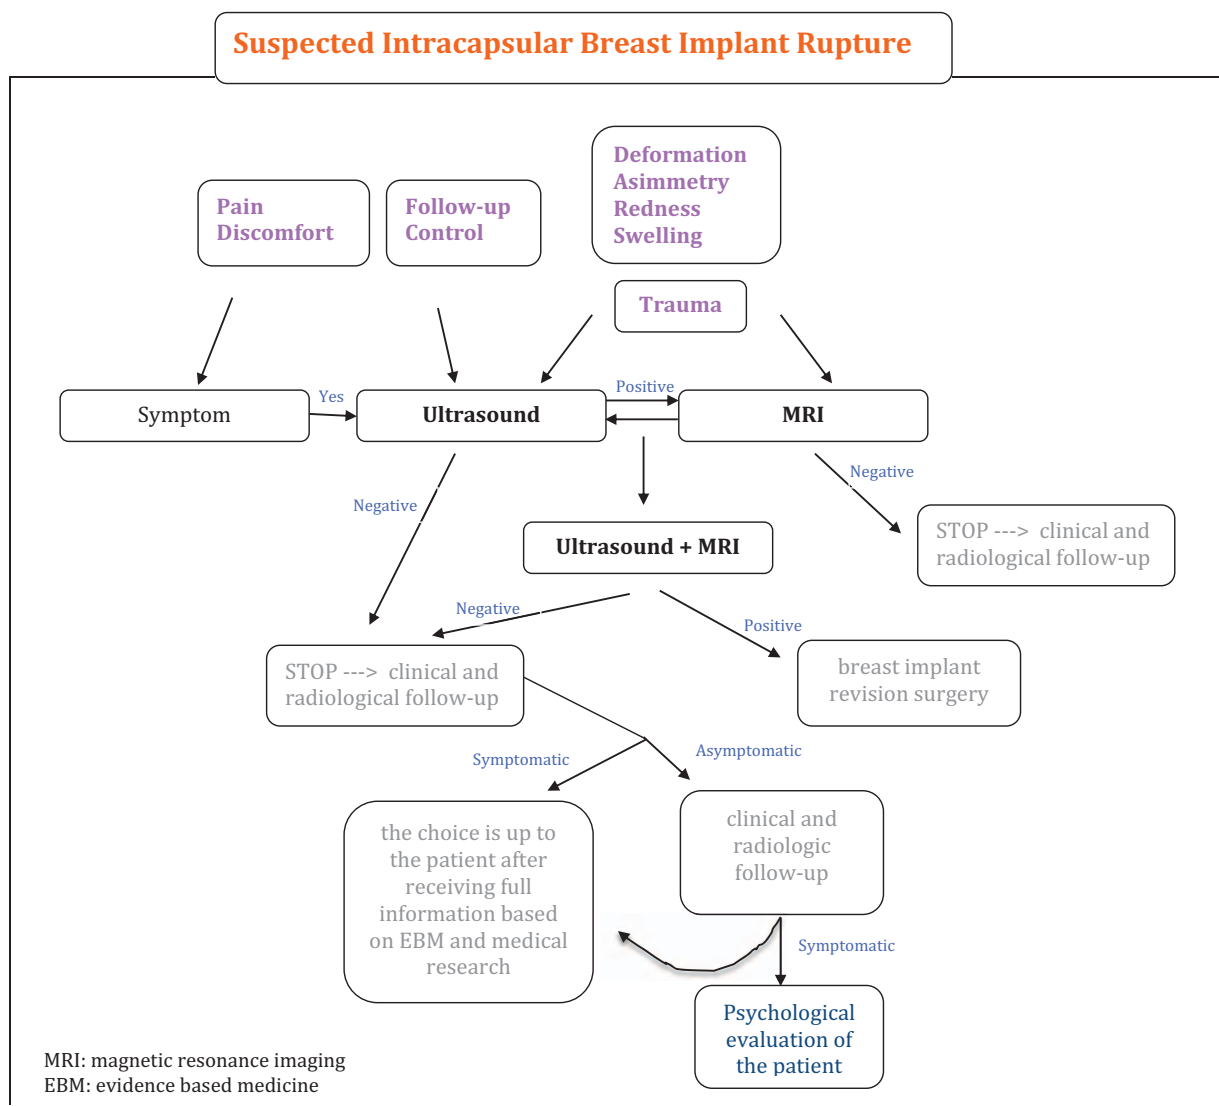 Suspected Intracapsular Breast Implant Rupture
Pain
Discomfort
Follow-up
Control
Deformation
Asimmetry
Redness
Swelling
Trauma
Symptom
Yes
Ultrasound
Positive
MRI
Negative
Negative
STOP ---> clinical and
radiological follow-up
Ultrasound + MRI
Negative
Positive
STOP ---> clinical and
radiological follow-up
breast implant
revision surgery
Symptomatic
Asymptomatic
the choice is up to
the patient after
receiving full
information based
on EBM and medical
research
clinical and
radiologic
follow-up
Symptomatic
Psychological
evaluation of
the patient
MRI: magnetic resonance imaging
EBM: evidence based medicine